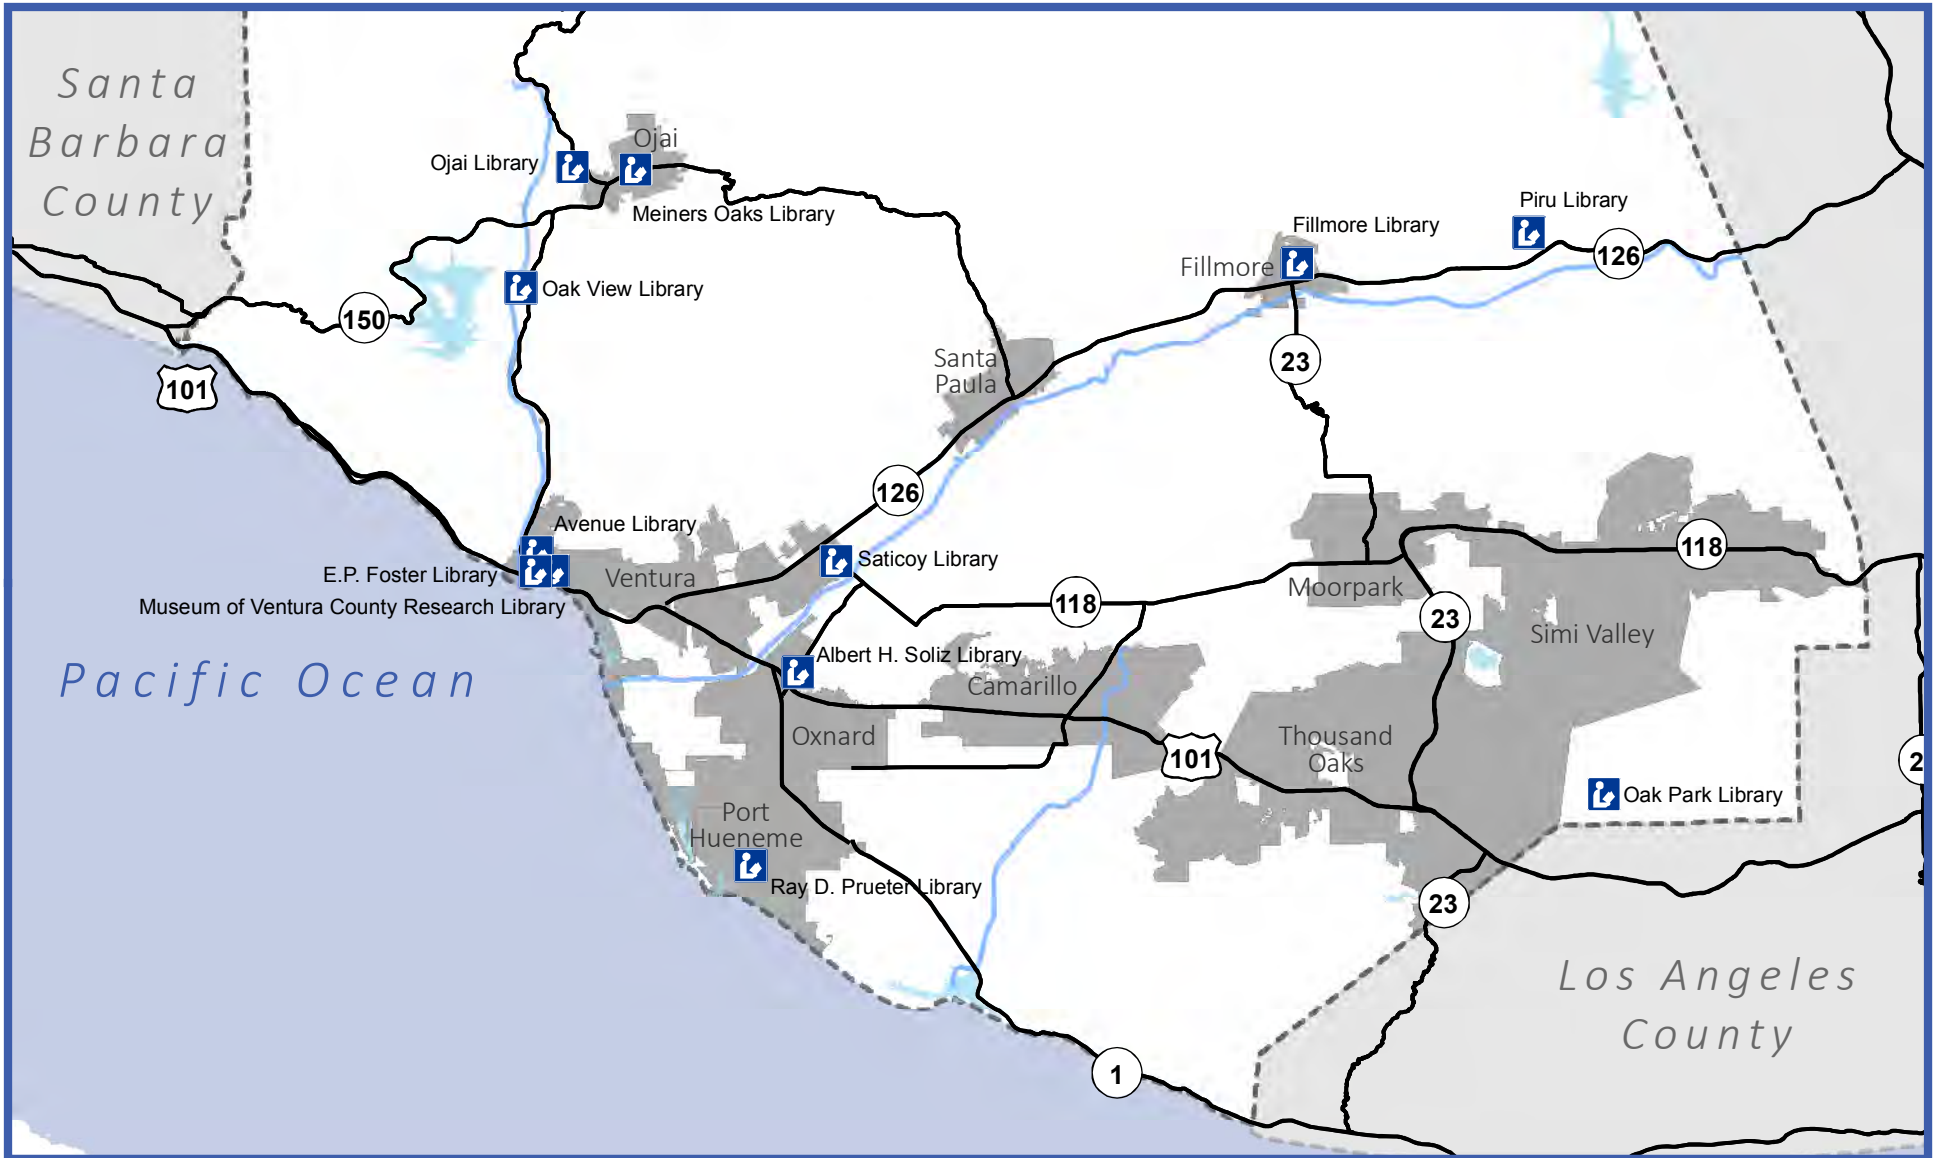 Santa
Barbara
County
Ojai
Ojai Library
Meiners Oaks Library
Piru Library
Fillmore Library
126
Fillmore
Oak View Library
150
101
23
Santa
Paula
126
Avenue Library
118
E.P. Foster Library
Ventura
Saticoy Library
Moorpark
Museum of Ventura County Research Library
118
23
Simi Valley
Pacific Ocean
Albert H. Soliz Library
Camarillo
Oxnard
101
Thousand
Oaks
2
Oak Park Library
Port
Hueneme
Ray D. Prueter Library
23
Los Angeles
County
1